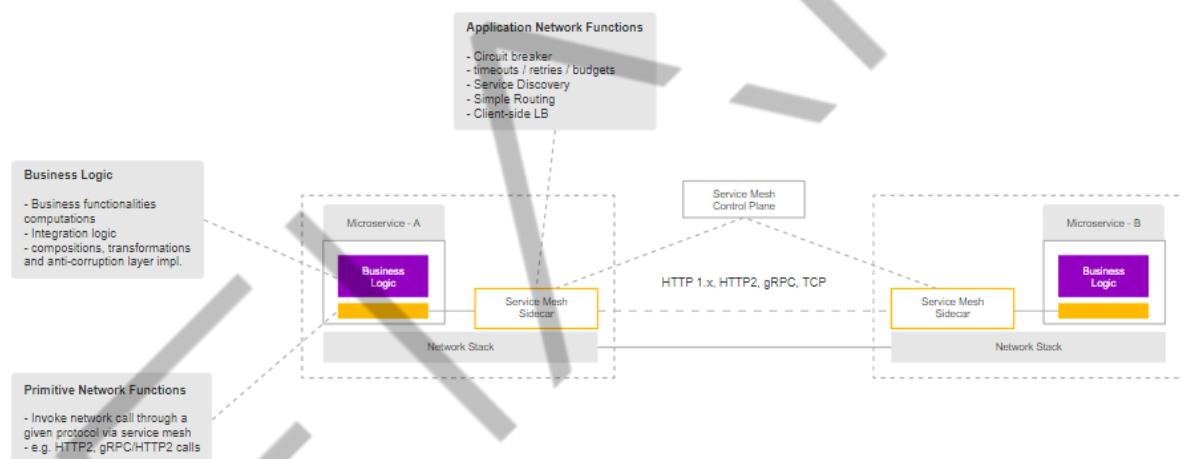 Application Network Functions
- Circuit breaker
- timeouts / retries / budgets
- Service Discovery
- Simple Routing
- Client-side LB
Business Logic
- Business functionalities
computations
- Integration logic
- compositions, transformations
and anti-corruption layer impl.
Service Mesh
Control Plane
Microservice - A
Microservice - B
Business
Logic
Business
Logic
HTTP 1.x, HTTP2, gRPC, TCP
Service Mesh
Sidecar
Service Mesh
Sidecar
Network Stack
Network Stack
Primitive Network Functions
- Invoke network call through a
given protocol via service mesh
- e.g. HTTP2, gRPC/HTTP2 calls